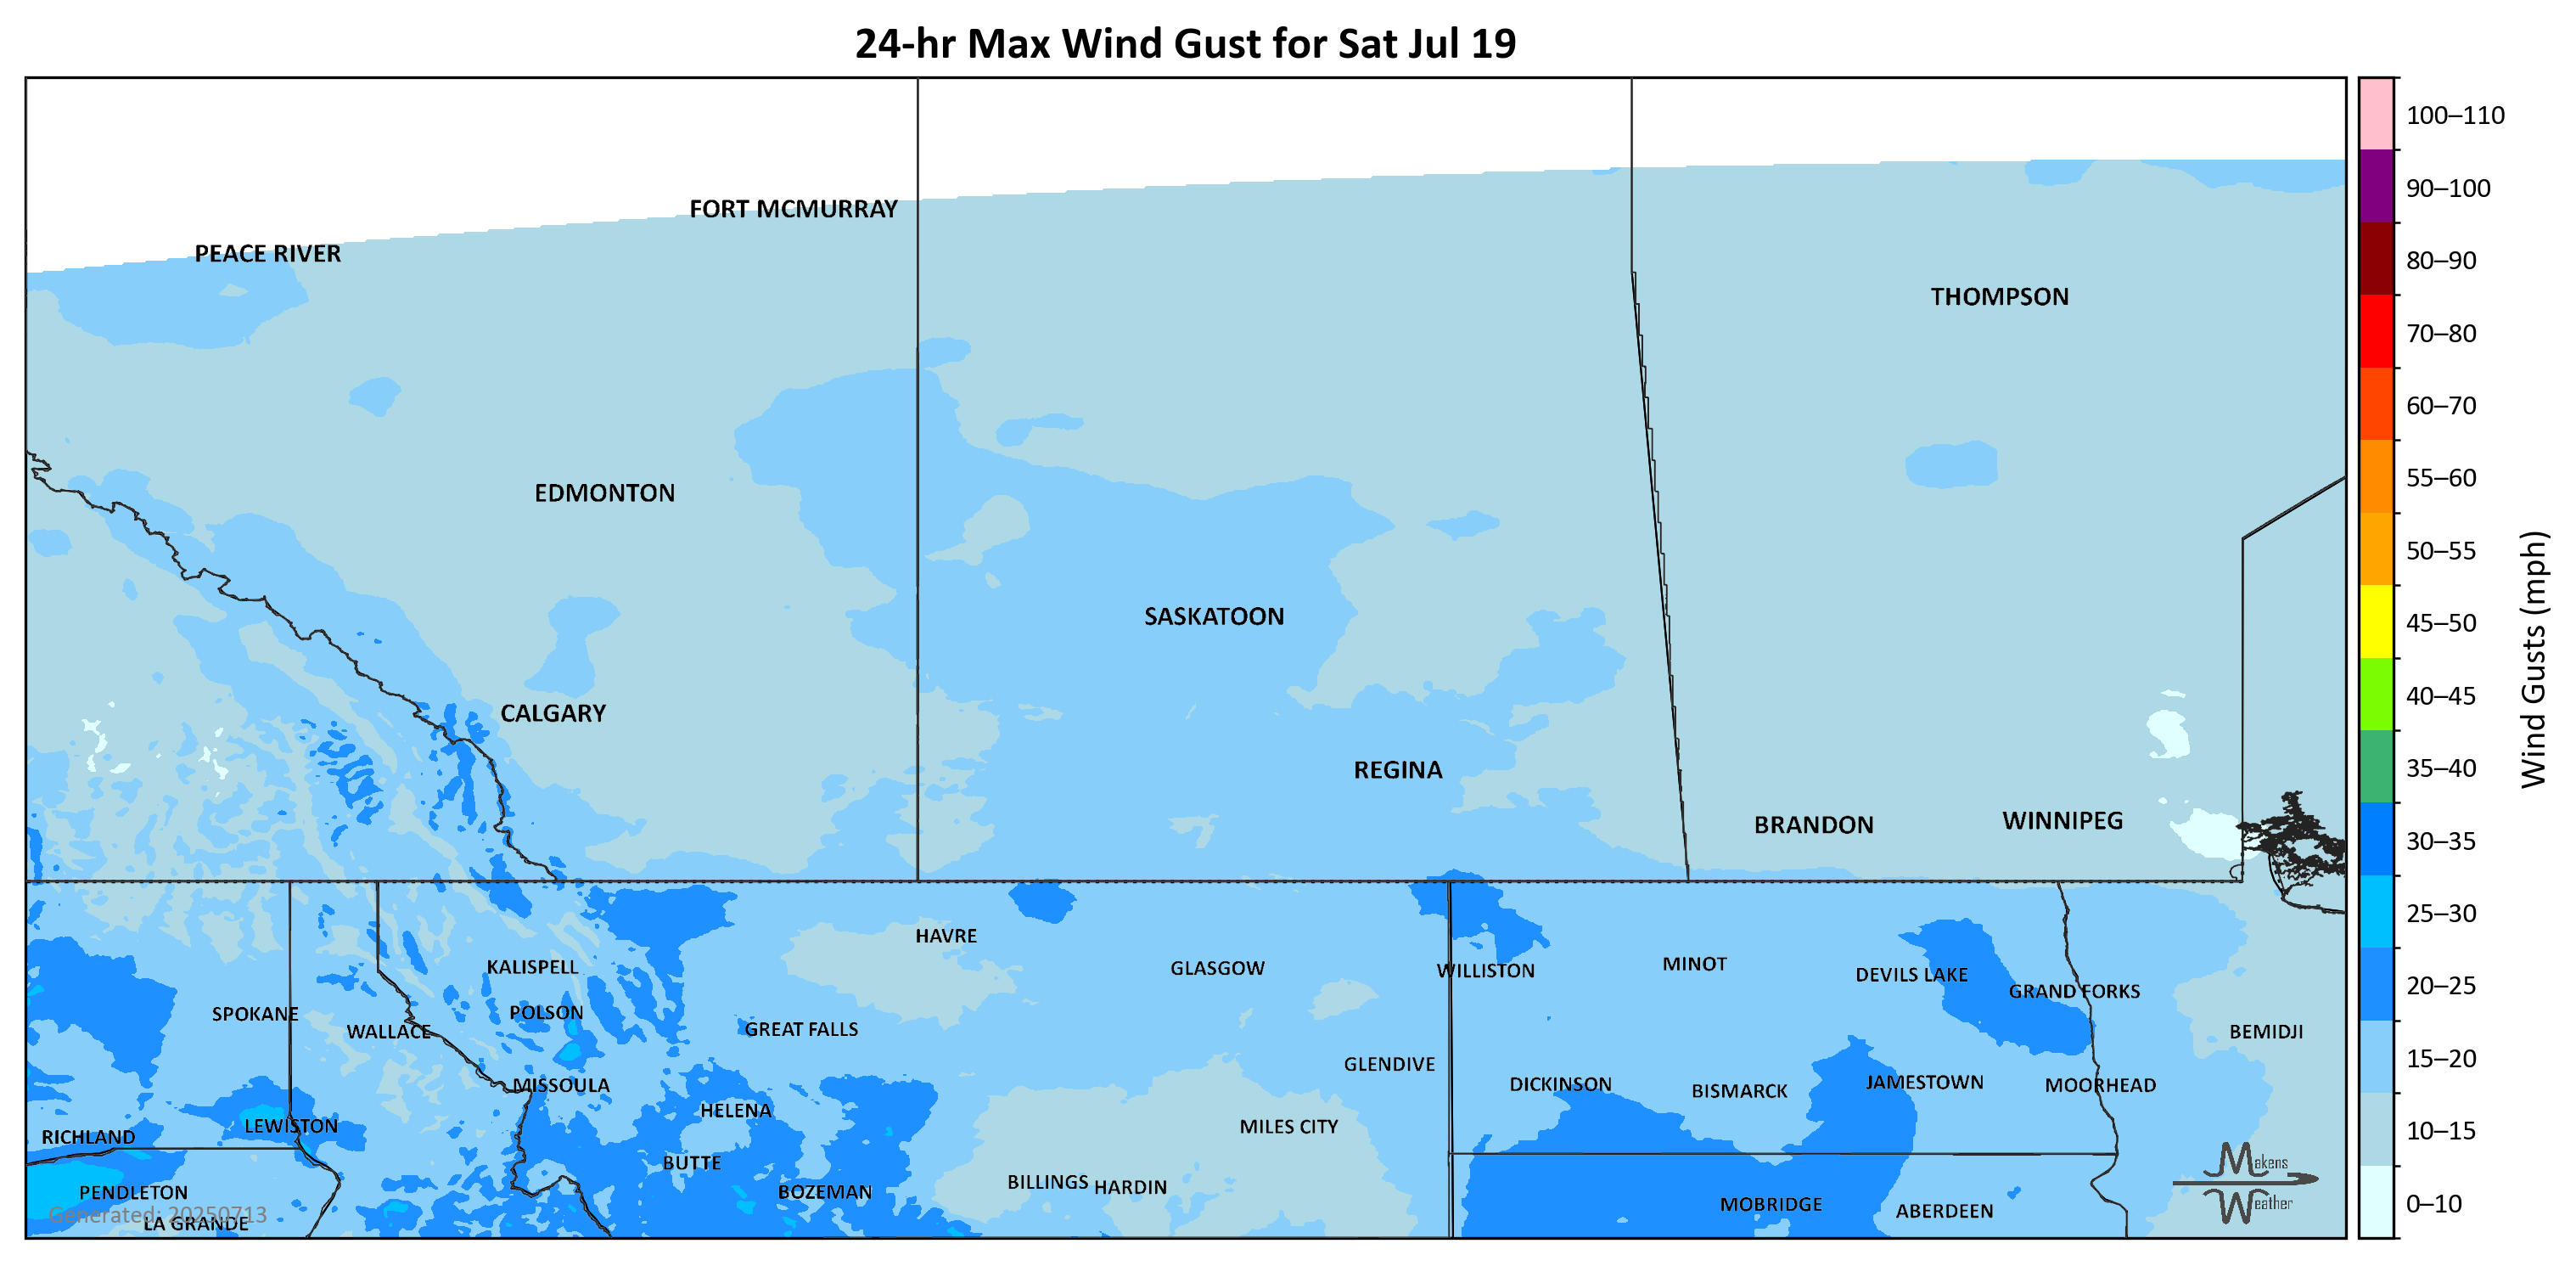 24-hr Max Wind Gust for Sat Jul 19
100–110
FORT MCMURRAY
90–100
PEACE RIVER
80–90
THOMPSON
70–80
60–70
EDMONTON
55–60
50–55
SASKATOON
45–50
Wind Gusts (mph)
CALGARY
40–45
REGINA
35–40
BRANDON
WINNIPEG
30–35
HAVRE
25–30
KALISPELL
GLASGOW
WILLISTON
MINOT
DEVILS LAKE
GRAND FORKS
20–25
SPOKANE
POLSON
WALLACE
GREAT FALLS
BEMIDJI
GLENDIVE
15–20
MISSOULA
DICKINSON
BISMARCK
JAMESTOWN
MOORHEAD
HELENA
LEWISTON
MILES CITY
RICHLAND
10–15
BUTTE
Makens
PENDLETON
BOZEMAN
BILLINGS
HARDIN
MOBRIDGE
ABERDEEN
Weather
0–10
Generated: 20250713
LA GRANDE